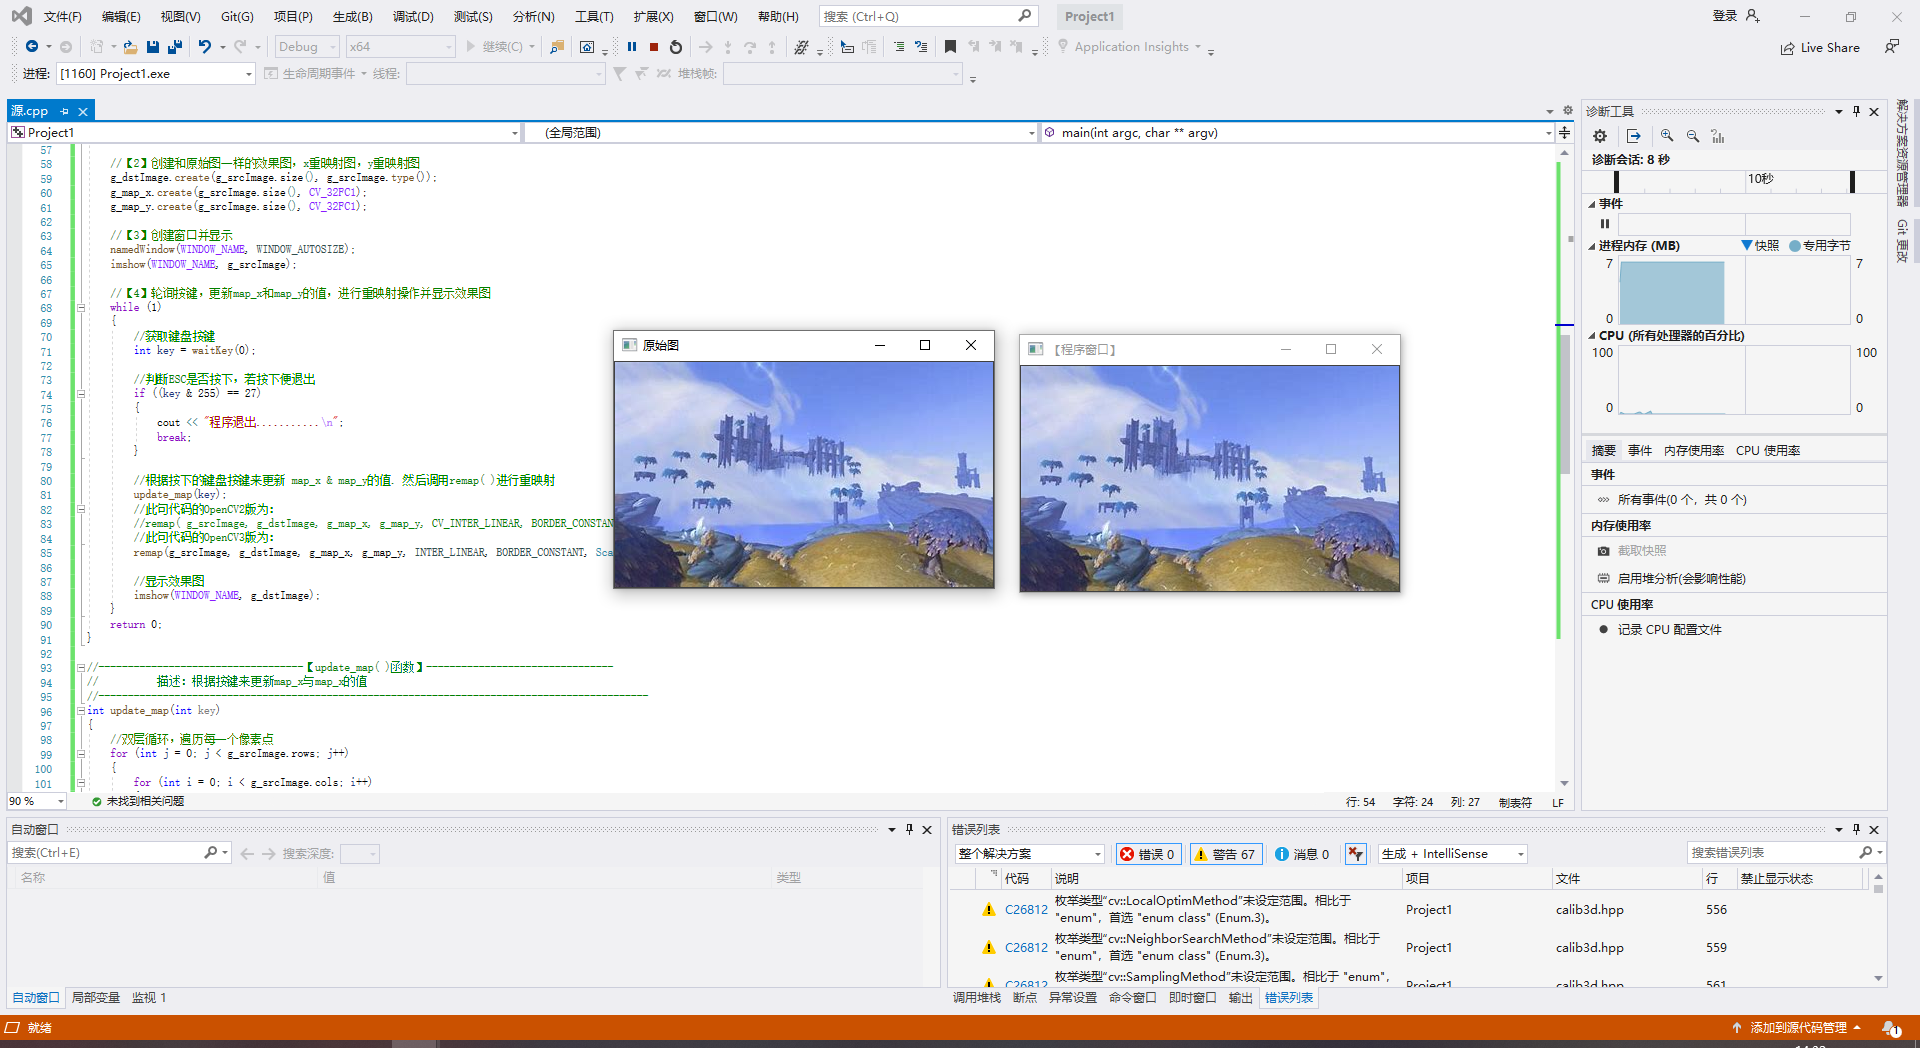 文件(F) 编辑(E) 视图(V) Git(G) 项目(P) 生成(B) 调试(D) 测试(S) 分析(N) 工具(T) 扩展(X) 窗口(W) 帮助(H) 搜索 (Ctrl+Q) Project1 登录
Debug x64 继续(C) Application Insights Live Share
进程: [1160] Project1.exe 生命周期事件 线程: 堆栈帧:
源.cpp
Project1 (全局范围) main(int argc, char ** argv)
57
58 //【2】创建和原始图一样的效果图，x重映射图，y重映射图
59 g_dstImage.create(g_srcImage.size(), g_srcImage.type());
60 g_map_x.create(g_srcImage.size(), CV_32FC1);
61 g_map_y.create(g_srcImage.size(), CV_32FC1);
62
63 //【3】创建窗口并显示
64 namedWindow(WINDOW_NAME, WINDOW_AUTOSIZE);
65 imshow(WINDOW_NAME, g_srcImage);
66
67 //【4】轮询按键，更新map_x和map_y的值，进行重映射操作并显示效果图
68 while (1)
69 {
70 //获取键盘按键
71 int key = waitKey(0);
72
73 //判断ESC是否按下，若按下便退出
74 if ((key & 255) == 27)
75 {
76 cout << "程序退出...........\n";
77 break;
78 }
79
80 //根据按下的键盘按键来更新 map_x & map_y的值. 然后调用remap( )进行重映射
81 update_map(key);
82 //此句代码的OpenCV2版为：
83 //remap( g_srcImage, g_dstImage, g_map_x, g_map_y, CV_INTER_LINEAR, BORDER_CONSTAN
84 //此句代码的OpenCV3版为：
85 remap(g_srcImage, g_dstImage, g_map_x, g_map_y, INTER_LINEAR, BORDER_CONSTANT, Sca
86
87 //显示效果图
88 imshow(WINDOW_NAME, g_dstImage);
89 }
90 return 0;
91 }
92
93 //-----------------------------------【update_map( )函数】--------------------------------
94 // 描述：根据按键来更新map_x与map_x的值
95 //----------------------------------------------------------------------------------------------
96 int update_map(int key)
97 {
98 //双层循环，遍历每一个像素点
99 for (int j = 0; j < g_srcImage.rows; j++)
100 {
101 for (int i = 0; i < g_srcImage.cols; i++)
原始图
【程序窗口】
90 % 未找到相关问题 行: 54 字符: 24 列: 27 制表符 LF
诊断工具
诊断会话: 8 秒
10秒
事件
进程内存 (MB) 快照 专用字节
7 7
0 0
CPU (所有处理器的百分比)
100 100
0 0
摘要 事件 内存使用率 CPU 使用率
事件
所有事件(0 个，共 0 个)
内存使用率
截取快照
启用堆分析(会影响性能)
CPU 使用率
记录 CPU 配置文件
解决方案资源管理器
Git 更改
自动窗口
搜索(Ctrl+E) 搜索深度:
名称 值 类型
自动窗口 局部变量 监视 1
错误列表
整个解决方案 错误 0 警告 67 消息 0 生成 + IntelliSense 搜索错误列表
代码 说明 项目 文件 行 禁止显示状态
C26812 枚举类型"cv::LocalOptimMethod"未设定范围。相比于 "enum"，首选 "enum class" (Enum.3)。 Project1 calib3d.hpp 556
C26812 枚举类型"cv::NeighborSearchMethod"未设定范围。相比于 "enum"，首选 "enum class" (Enum.3)。 Project1 calib3d.hpp 559
C26812 枚举类型"cv::SamplingMethod"未设定范围。相比于 "enum"， Project1 calib3d.hpp 561
调用堆栈 断点 异常设置 命令窗口 即时窗口 输出 错误列表
就绪 添加到源代码管理 1